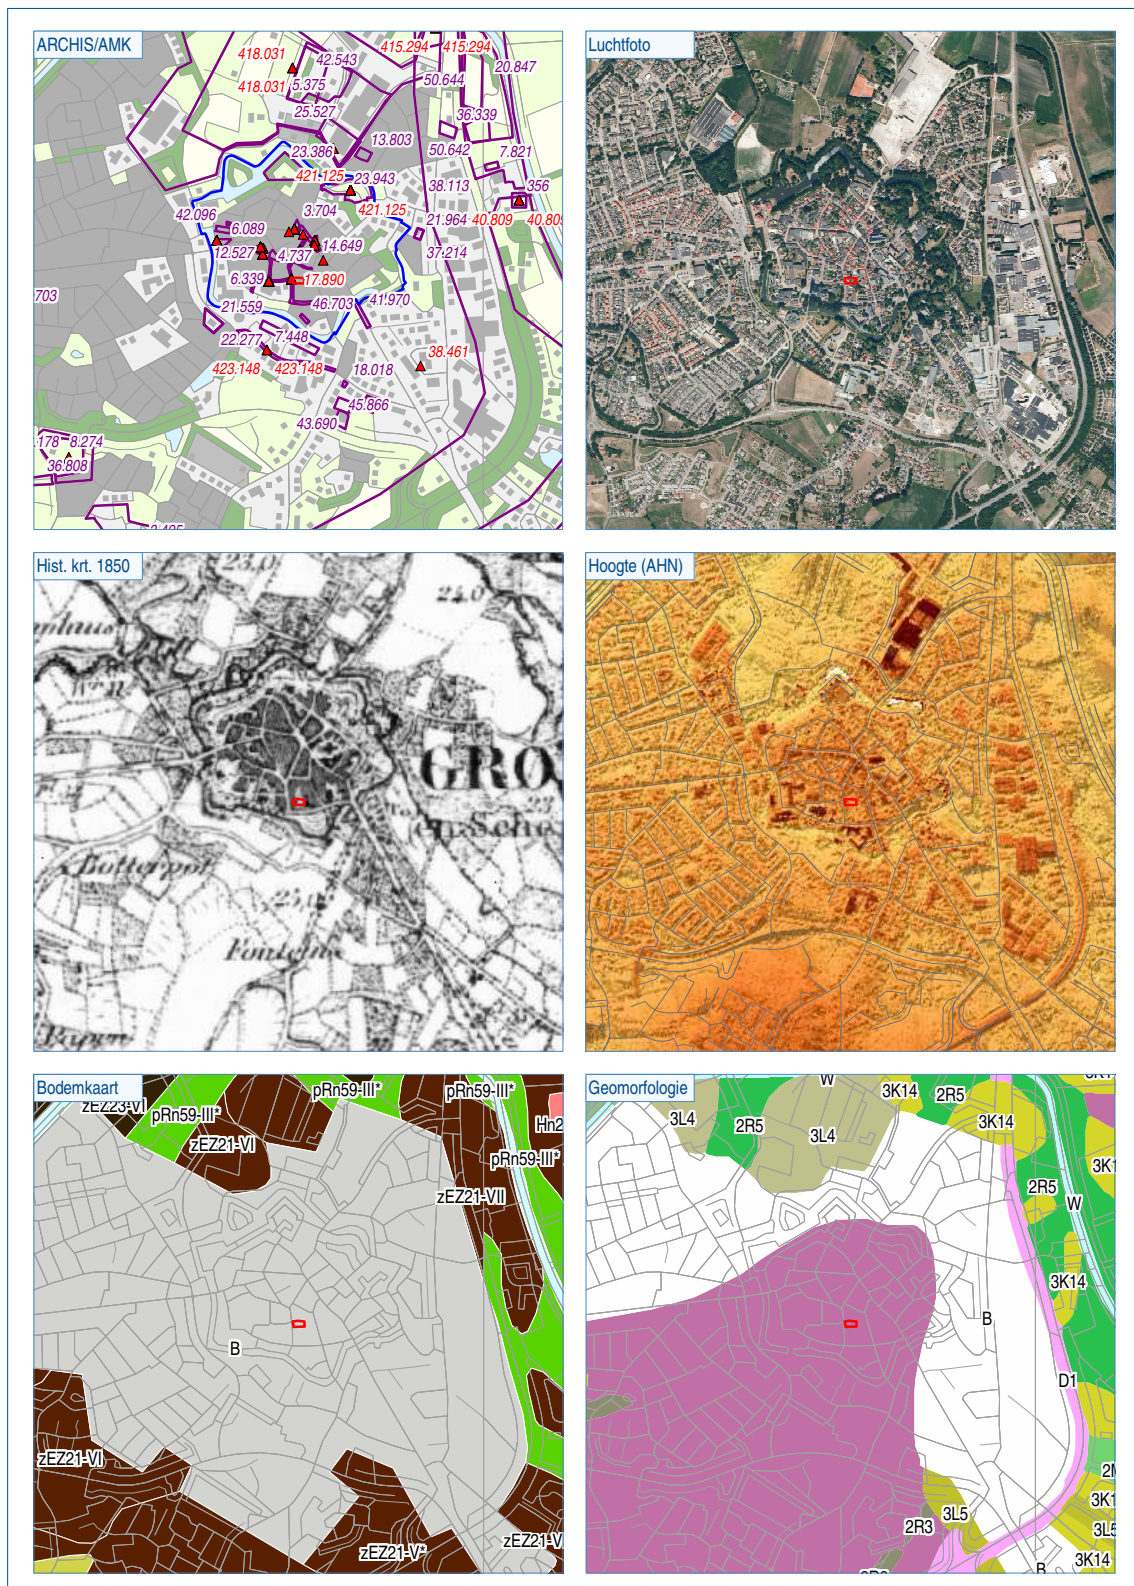 ARCHIS/AMK
418.031
42.543
415.294
415.294
20.847
50.644
418.031
5.375
25.527
36.339
13.803
50.642
7.821
23.386
421.125
23.943
38.113
356
42.096
3.704
421.125
21.964
40.809
6.089
14.649
37.214
12.527
4.737
6.339
17.890
703
46.703
41.970
21.559
22.277
7.448
38.461
423.148
423.148
18.018
45.866
43.690
178
8.274
36.808
Luchtfoto
Hist. krt. 1850
23.0
24.0
GRO
Hoogte (AHN)
Bodemkaart
pRn59-III*
pRn59-III*
zEZ23-VI
pRn59-III*
Hn2
zEZ21-VI
pRn59-III*
zEZ21-VII
B
zEZ21-VI
zEZ21-V
zEZ21-V*
Geomorfologie
W
3K14
3L4
2R5
2R5
3K14
3L4
2R5
W
3K14
B
D1
3L5
2R3
3K14
B